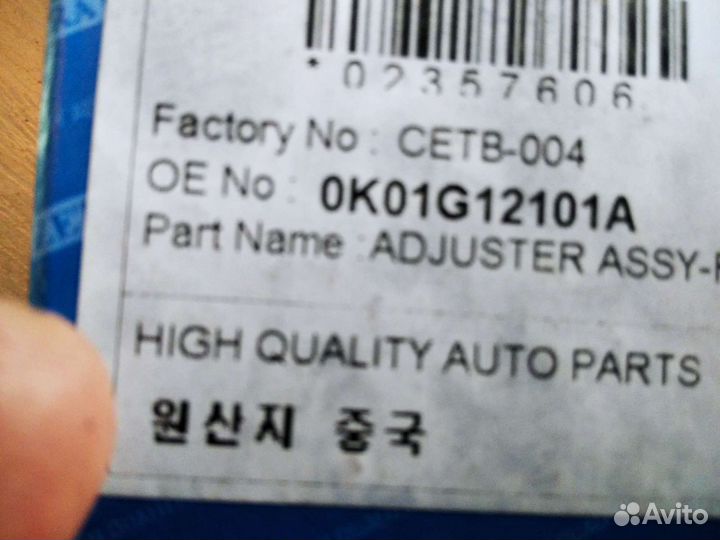 *02357606
Factory No : CETB-004
OE No : 0K01G12101A
Part Name : ADJUSTER ASSY-
HIGH QUALITY AUTO PARTS
원산지 중국
Avito